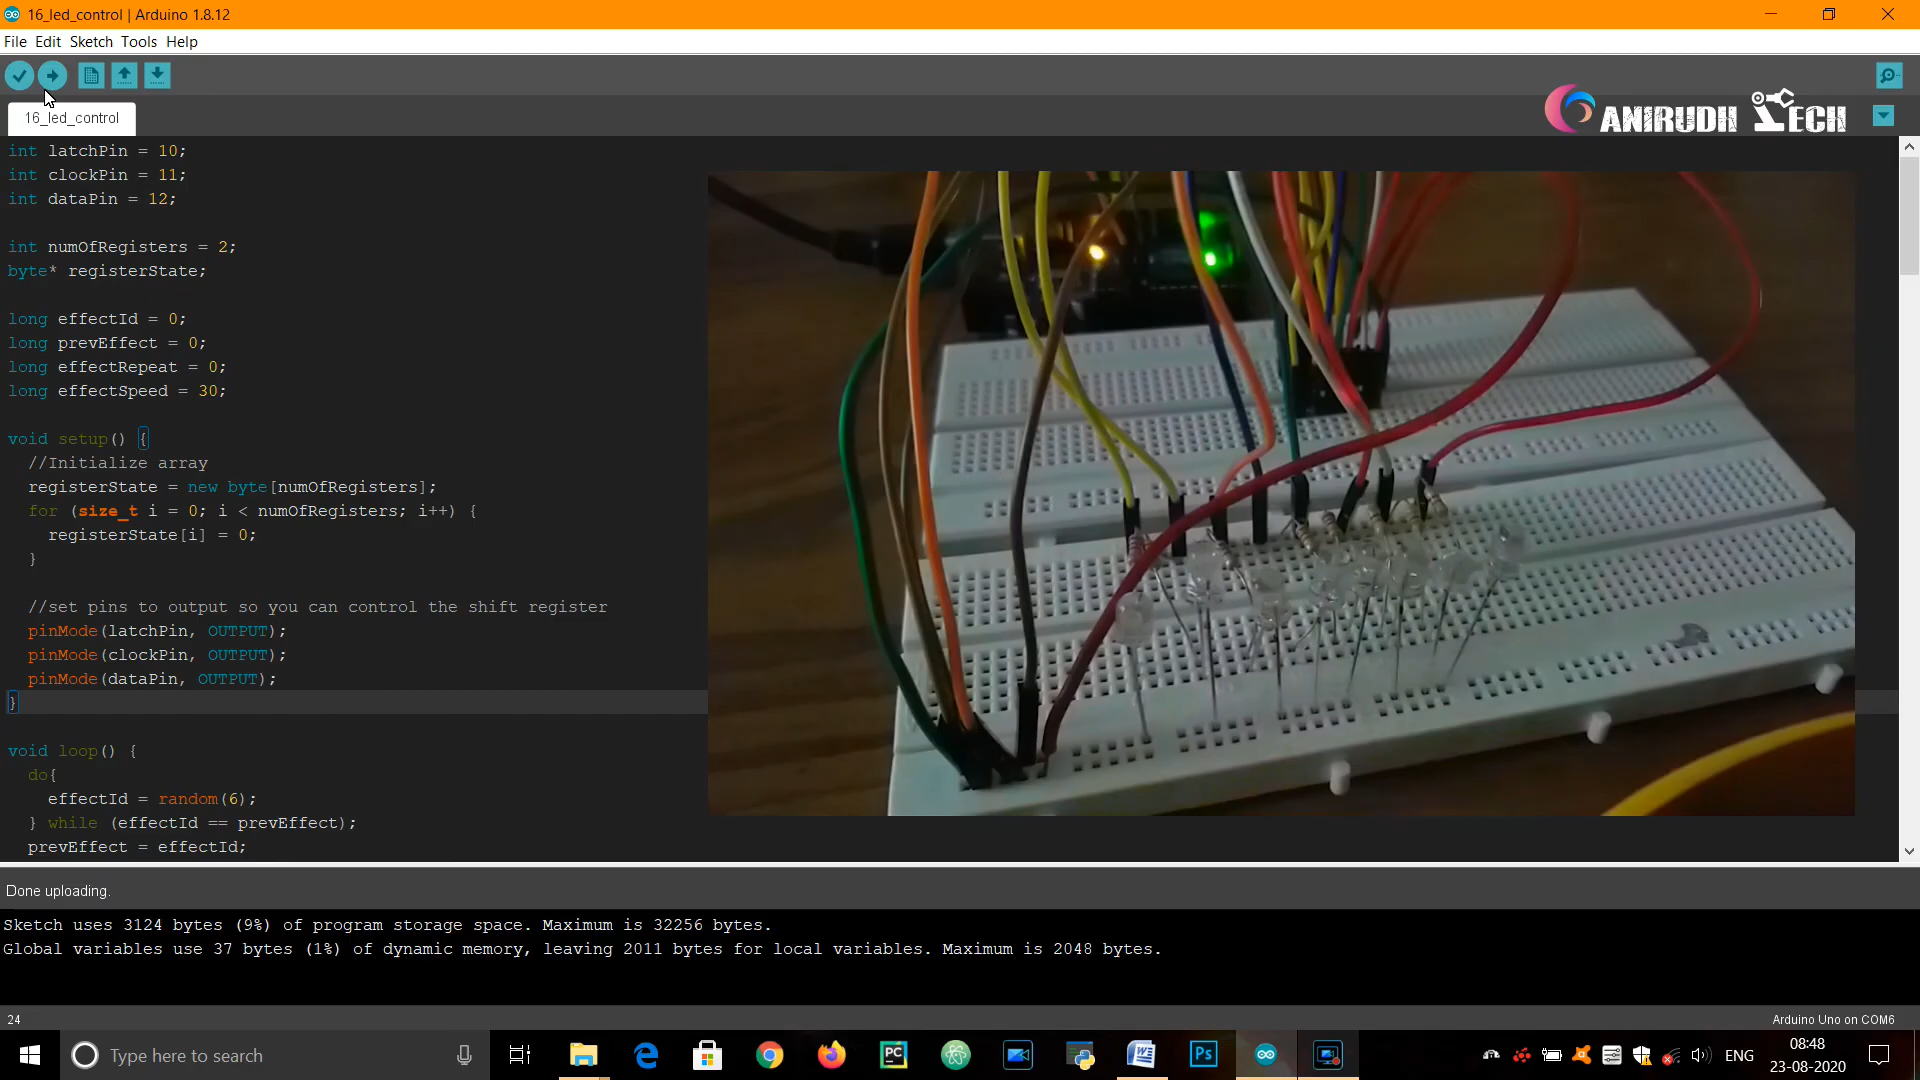 16_led_control | Arduino 1.8.12
File Edit Sketch Tools Help
16_led_control
ANIRUDH TECH
int latchPin = 10;
int clockPin = 11;
int dataPin = 12;
int numOfRegisters = 2;
byte* registerState;
long effectId = 0;
long prevEffect = 0;
long effectRepeat = 0;
long effectSpeed = 30;
void setup() {
//Initialize array
registerState = new byte[numOfRegisters];
for (size_t i = 0; i < numOfRegisters; i++) {
registerState[i] = 0;
}
//set pins to output so you can control the shift register
pinMode(latchPin, OUTPUT);
pinMode(clockPin, OUTPUT);
pinMode(dataPin, OUTPUT);
}
void loop() {
do{
effectId = random(6);
} while (effectId == prevEffect);
prevEffect = effectId;
Done uploading.
Sketch uses 3124 bytes (9%) of program storage space. Maximum is 32256 bytes.
Global variables use 37 bytes (1%) of dynamic memory, leaving 2011 bytes for local variables. Maximum is 2048 bytes.
24
Arduino Uno on COM6
Type here to search
PC
W
Ps
ENG
08:48
23-08-2020